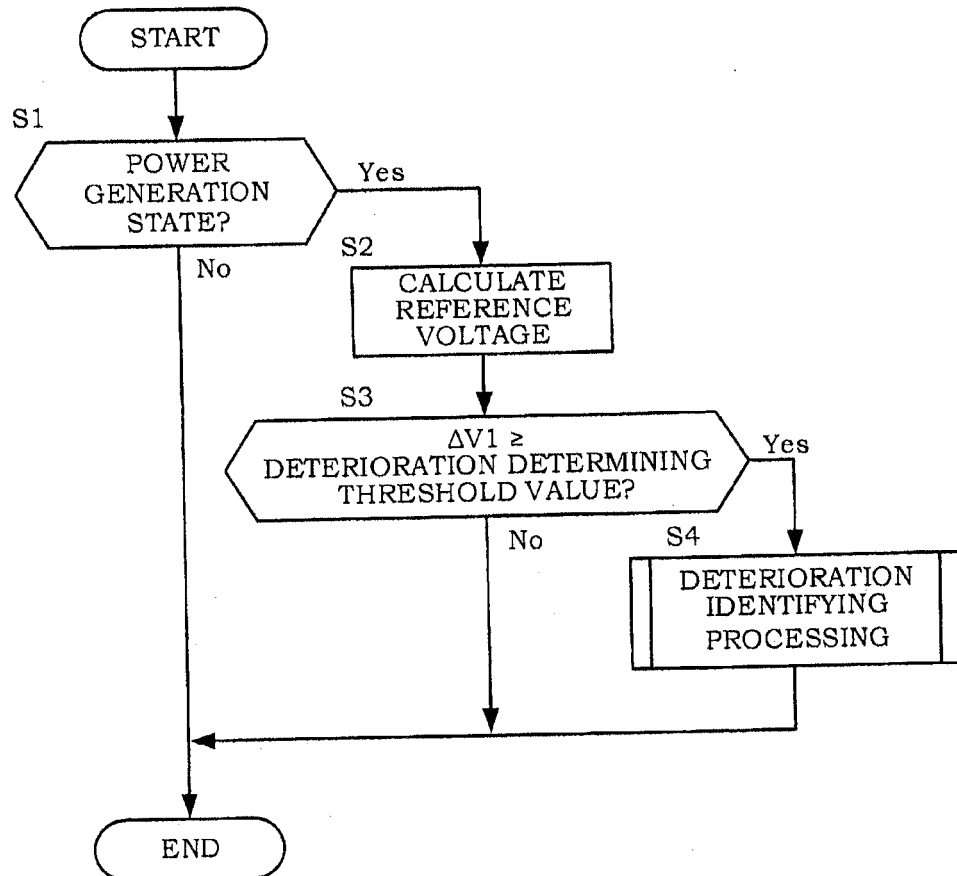 START
S1
POWER
GENERATION
STATE?
Yes
No
S2
CALCULATE
REFERENCE
VOLTAGE
S3
ΔV1 ≥
DETERIORATION DETERMINING
THRESHOLD VALUE?
Yes
No
S4
DETERIORATION
IDENTIFYING
PROCESSING
END